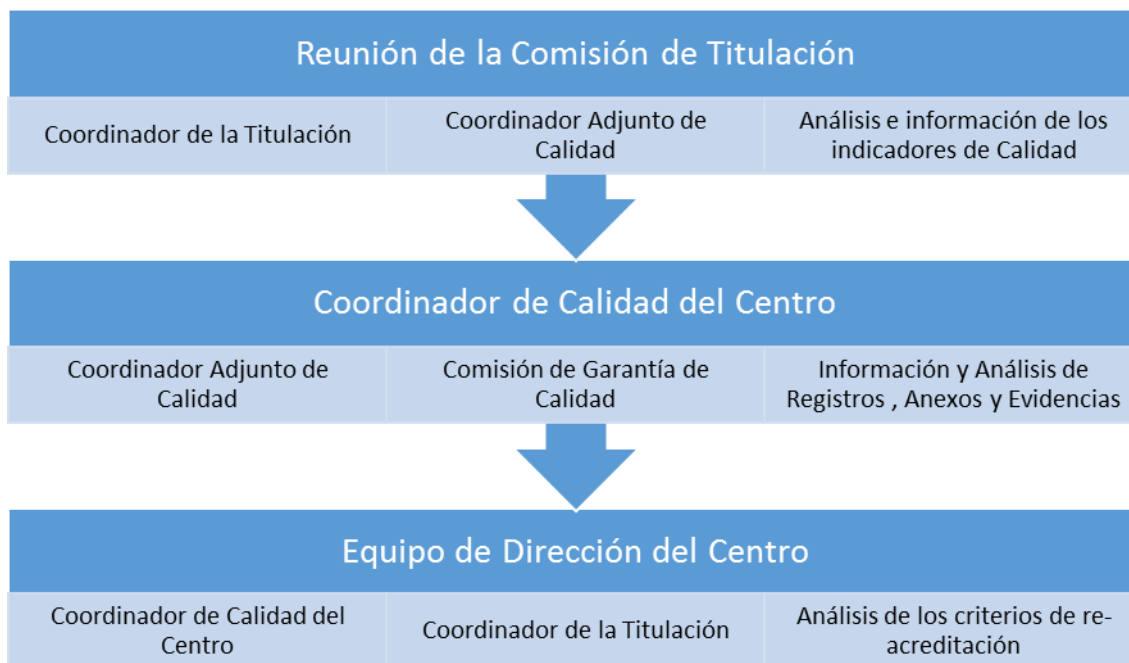 Reunión de la Comisión de Titulación
Coordinador de la Titulación
Coordinador Adjunto de
Calidad
Análisis e información de los
indicadores de Calidad
Coordinador de Calidad del Centro
Coordinador Adjunto de
Calidad
Comisión de Garantía de
Calidad
Información y Análisis de
Registros , Anexos y Evidencias
Equipo de Dirección del Centro
Coordinador de Calidad del
Centro
Coordinador de la Titulación
Análisis de los criterios de re-
acreditación